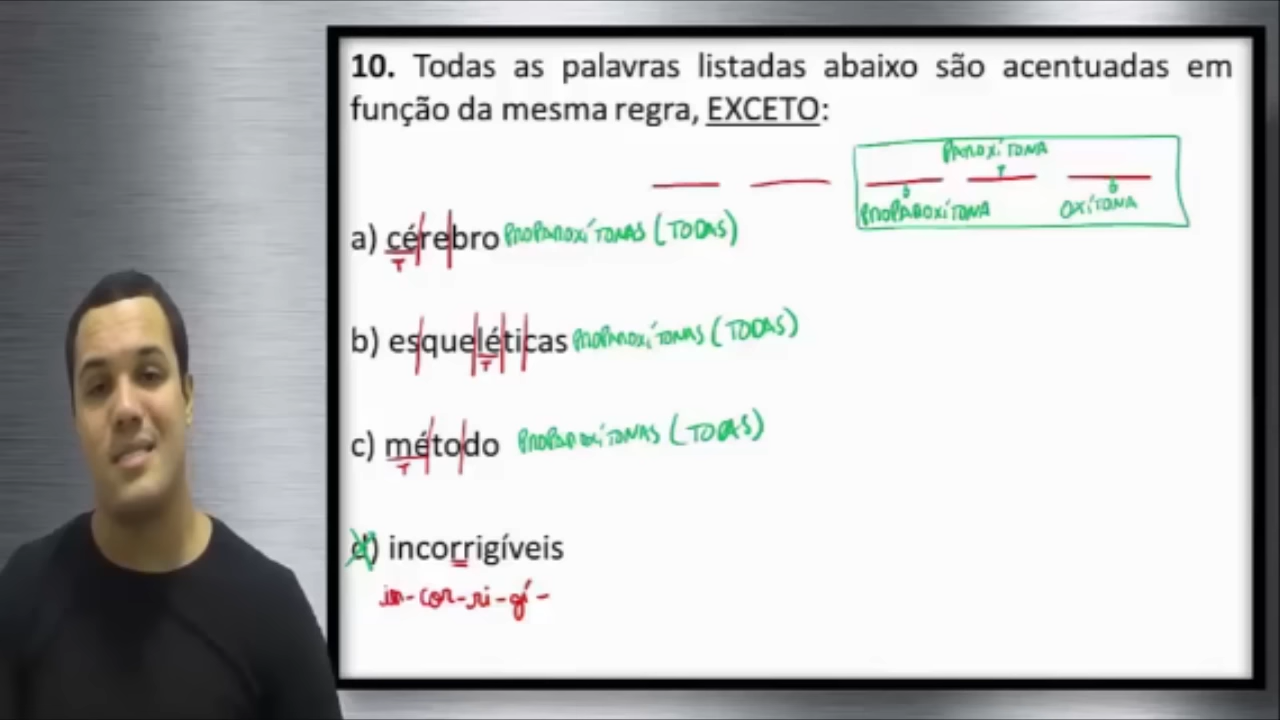 10. Todas as palavras listadas abaixo são acentuadas em
função da mesma regra, EXCETO:
PAROXÍTONA
T
PROPAROXÍTONA
OXÍTONA
a) cérebro PROPAROXÍTONAS (TODAS)
T
b) esqueléticas PROPAROXÍTONAS (TODAS)
T
c) método PROPAROXÍTONAS (TODAS)
T
d) incorrigíveis
in-cor-ri-gí-